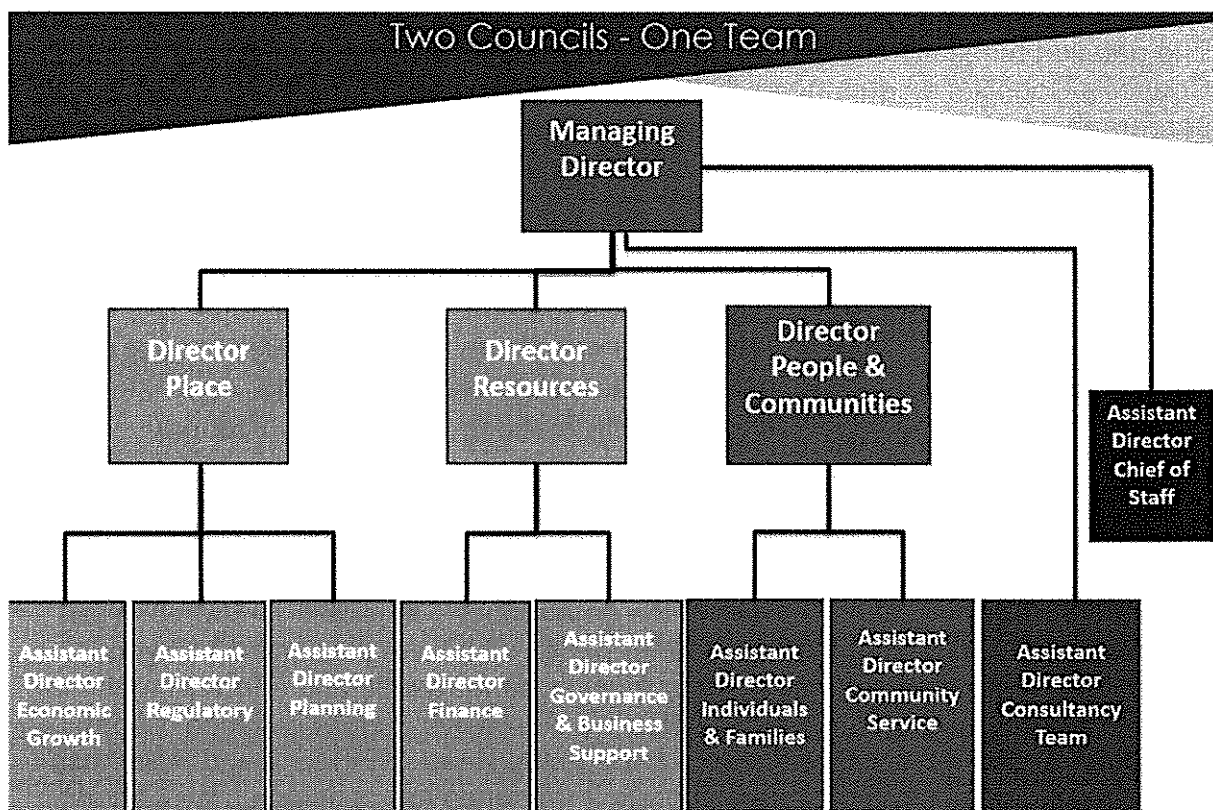 Two Councils - One Team
Managing
Director
Director
Place
Director
Resources
Director
People &
Communities
Assistant
Director
Chief of
Staff
Assistant
Director
Economic
Growth
Assistant
Director
Regulatory
Assistant
Director
Planning
Assistant
Director
Finance
Assistant
Director
Governance
& Business
Support
Assistant
Director
Individuals
& Families
Assistant
Director
Community
Service
Assistant
Director
Consultancy
Team